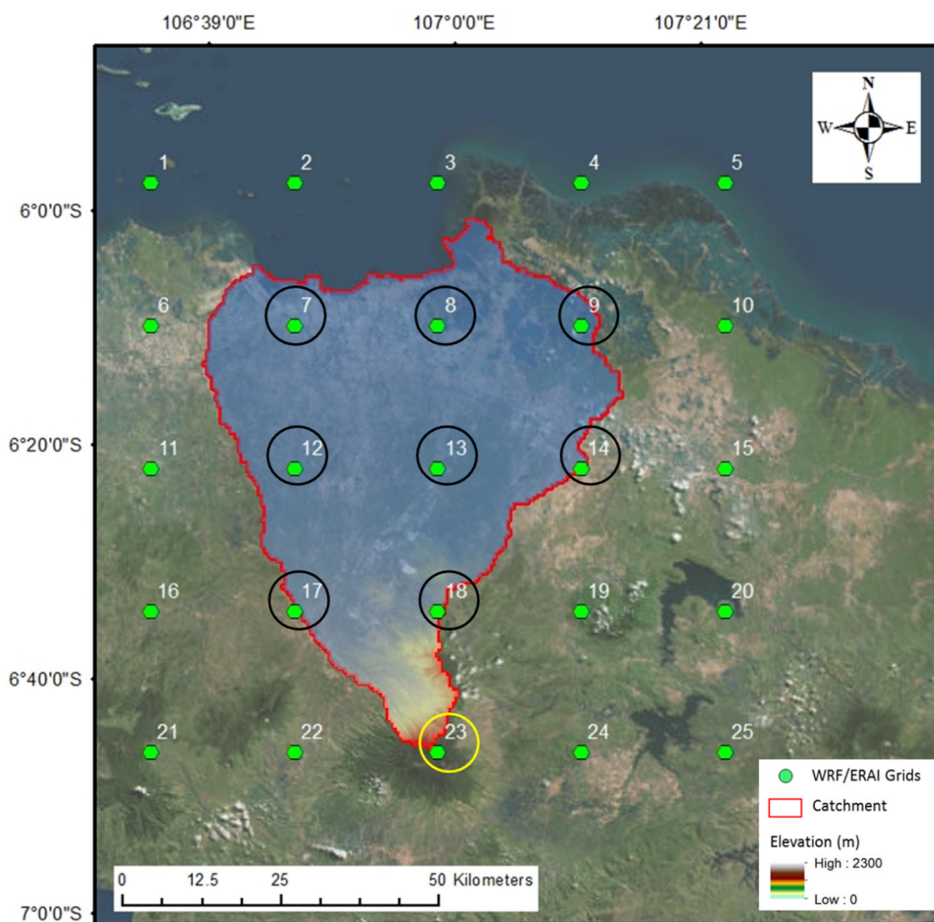 106°39'0"E 107°0'0"E 107°21'0"E
N
W E
S
1 2 3 4 5
6°0'0"S
6 7 8 9 10
6°20'0"S
11 12 13 14 15
16 17 18 19 20
6°40'0"S
21 22 23 24 25
WRF/ERAI Grids
Catchment
Elevation (m)
High : 2300
Low : 0
0 12.5 25 50 Kilometers
7°0'0"S